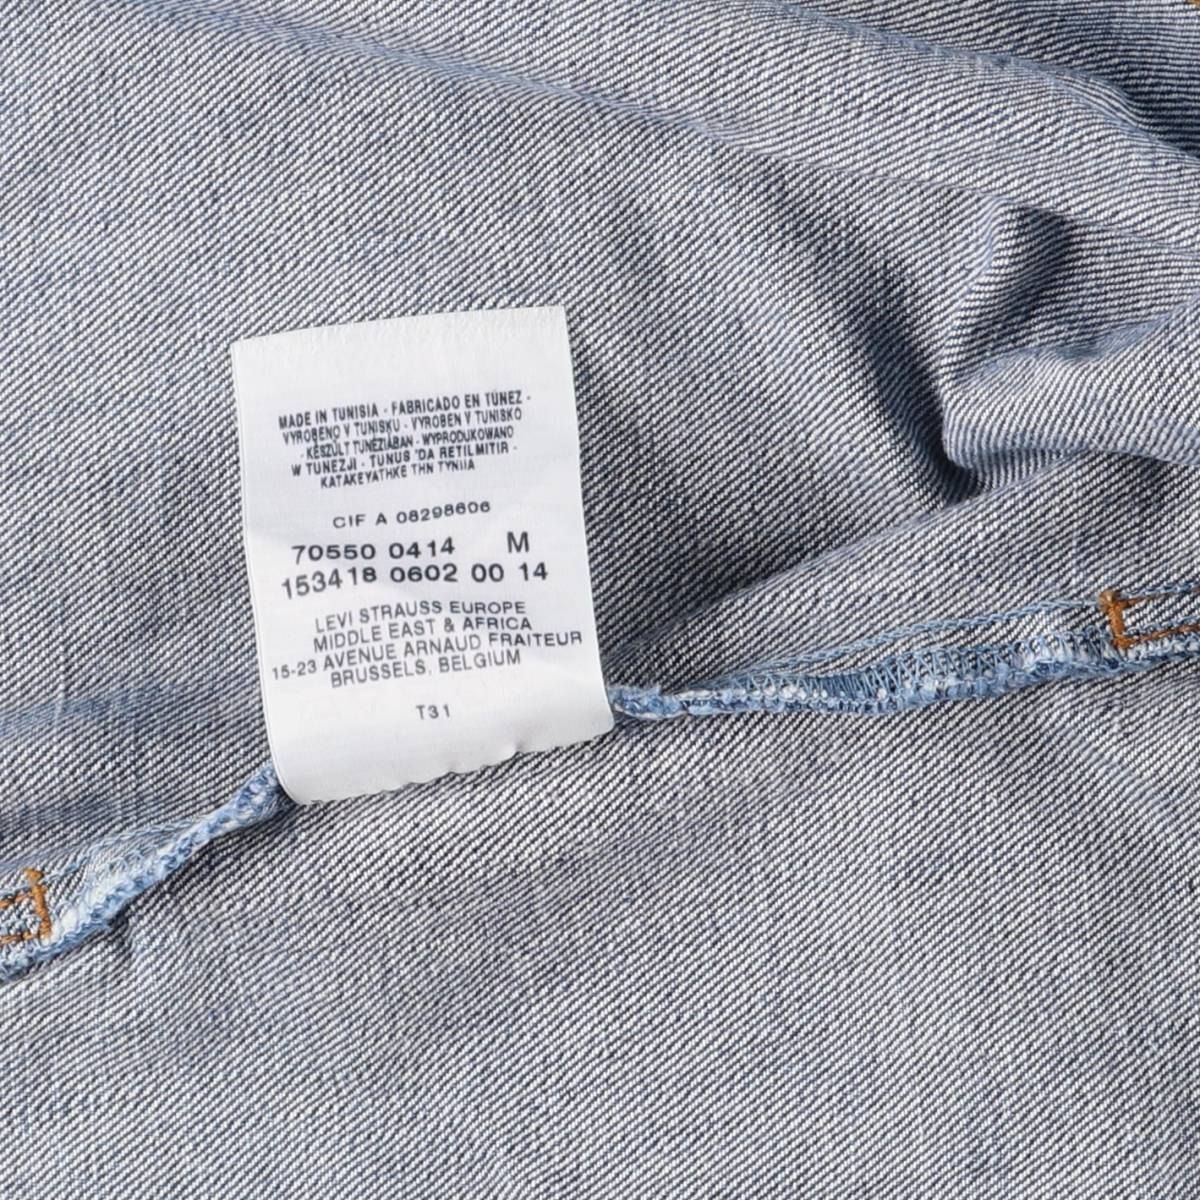 MADE IN TUNISIA - FABRICADO EN TÚNEZ -
VYROBENO V TUNISKU - VYROBEN V TUNISKO
- KÉSZÜLT TUNÉZIÁBAN - WYPRODUKOWANO
W TUNEZJI - TUNUS 'DA RETILMITIR -
KATAKEYATHKE THN TYNIIA
CIF A 08298606
70550 0414 M
153418 0602 00 14
LEVI STRAUSS EUROPE
MIDDLE EAST & AFRICA
15-23 AVENUE ARNAUD FRAITEUR
BRUSSELS, BELGIUM
T31